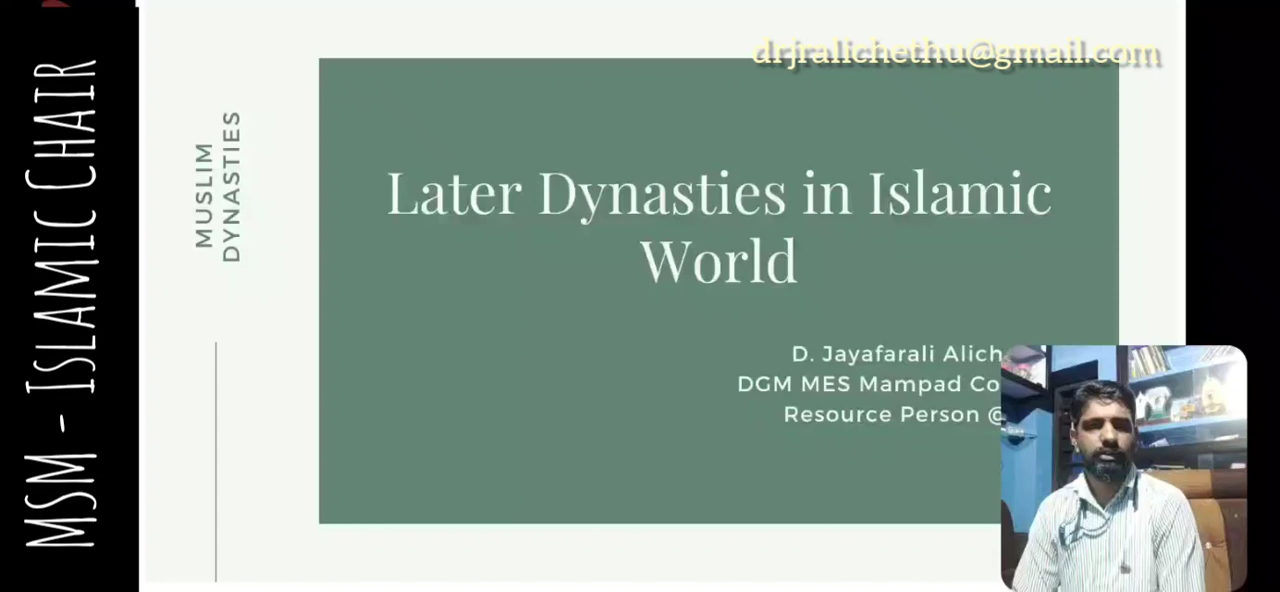 MSM - ISLAMIC CHAIR
MUSLIM
DYNASTIES
drjralichethu@gmail.com
Later Dynasties in Islamic
World
D. Jayafarali Alich
DGM MES Mampad Co
Resource Person @